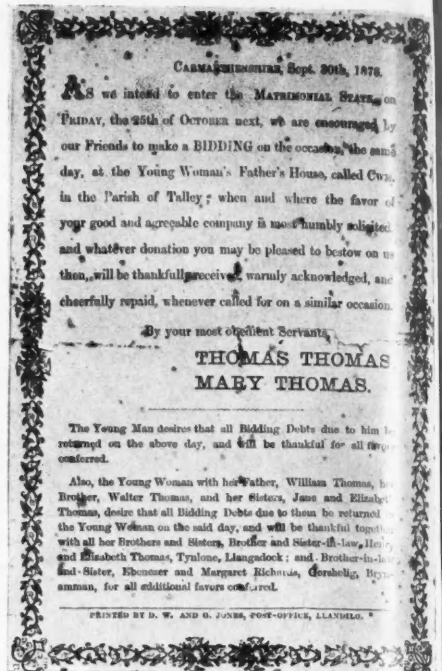 CARMARTHENSHIRE, Sept. 30th, 1878.
AS we intend to enter the MATRIMONIAL STATE, on
FRIDAY, the 25th of OCTOBER next, we are encouraged by
our Friends to make a BIDDING on the occasion, the same
day, at the Young Woman's Father's House, called CWM,
in the Parish of Talley; when and where the favor of
your good and agreeable company is most humbly solicited
and whatever donation you may be pleased to bestow on us
then, will be thankfully received, warmly acknowledged, and
cheerfully repaid, whenever called for on a similar occasion.
By your most obedient Servants,
THOMAS THOMAS
MARY THOMAS.
The Young Man desires that all Bidding Debts due to him be
returned on the above day, and will be thankful for all favors
conferred.
Also, the Young Woman with her Father, William Thomas, her
Brother, Walter Thomas, and her Sisters, Jane and Elizabeth
Thomas, desire that all Bidding Debts due to them be returned to
the Young Woman on the said day, and will be thankful together
with all her Brothers and Sisters, Brother and Sister-in-law, Henry
and Elizabeth Thomas, Tynlone, Llangadock; and Brother-in-law
and Sister, Ebenezer and Margaret Richards, Gorshelig, Bryn-
amman, for all additional favors conferred.
PRINTED BY D. W. AND G. JONES, POST-OFFICE, LLANDILO.